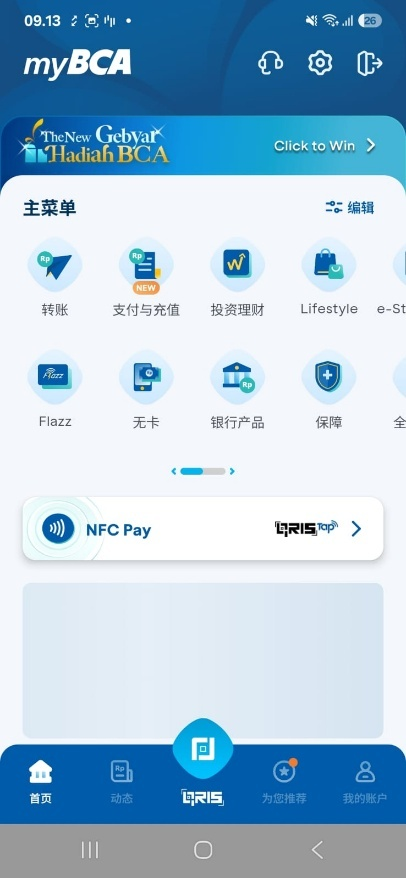 09.13
26
myBCA
The New Gebyar
Hadiah BCA
Click to Win
主菜单
编辑
Rp
Rp
NEW
转账
支付与充值
投资理财
Lifestyle
e-St
Flazz
Rp
Flazz
无卡
银行产品
保障
全
NFC Pay
QRIS Tap
Rp
首页
动态
QRIS
为您推荐
我的账户